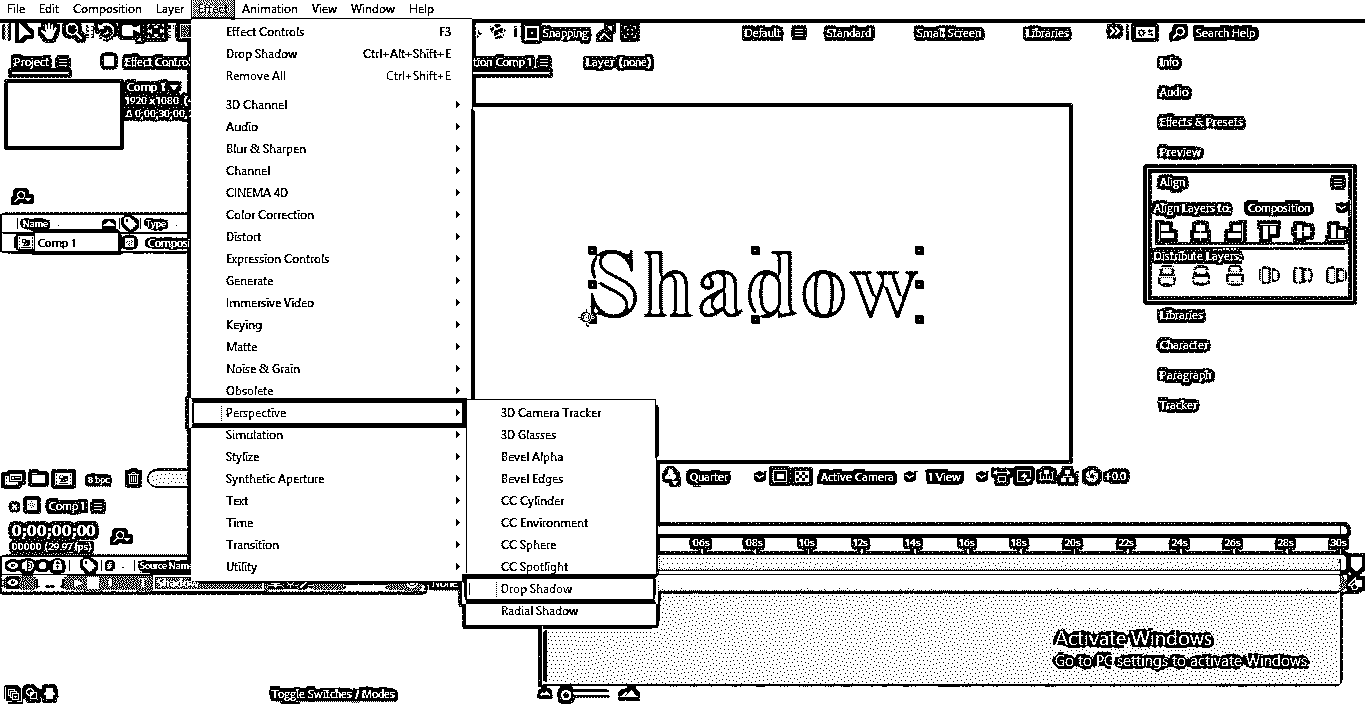 File Edit Composition Layer Effect Animation View Window Help
Snapping Default Standard Small Screen Libraries Search Help
Project Effect Contro
tion Comp 1 Layer (none)
Comp 1
1920 x1080
Δ 0;00;30;00,
Name Type
Comp 1 Composi
8 bpc
Effect Controls F3
Drop Shadow Ctrl+Alt+Shift+E
Remove All Ctrl+Shift+E
3D Channel
Audio
Blur & Sharpen
Channel
CINEMA 4D
Color Correction
Distort
Expression Controls
Generate
Immersive Video
Keying
Matte
Noise & Grain
Obsolete
Perspective
Simulation
Stylize
Synthetic Aperture
Text
Time
Transition
Utility
3D Camera Tracker
3D Glasses
Bevel Alpha
Bevel Edges
CC Cylinder
CC Environment
CC Sphere
CC Spotlight
Drop Shadow
Radial Shadow
Shadow
Info
Audio
Effects & Presets
Preview
Align
Align Layers to: Composition
Distribute Layers:
Libraries
Character
Paragraph
Tracker
Quarter Active Camera 1 View +0.0
Comp 1
0;00;00;00
00000 (29.97 fps)
# Source Name
None
06s 08s 10s 12s 14s 16s 18s 20s 22s 24s 26s 28s 30s
Activate Windows
Go to PC settings to activate Windows.
Toggle Switches / Modes